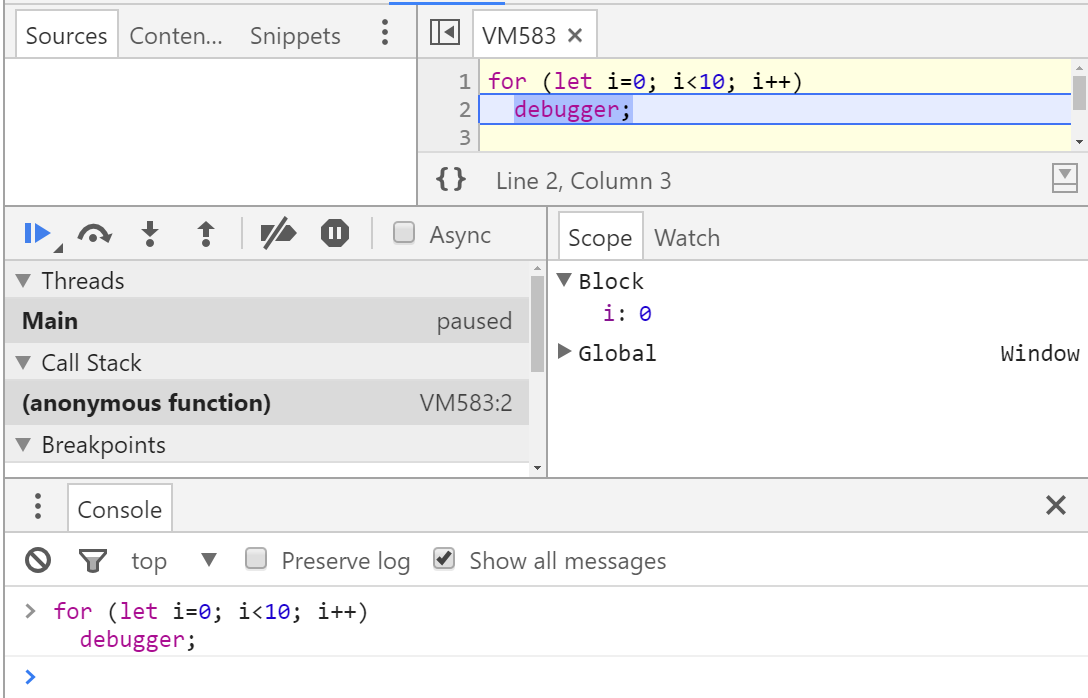 Sources Conten... Snippets
VM583 ×
1 for (let i=0; i<10; i++)
2   debugger;
3
{} Line 2, Column 3
Async
Threads
Main paused
Call Stack
(anonymous function) VM583:2
Breakpoints
Scope Watch
Block
i: 0
Global Window
Console
top Preserve log Show all messages
> for (let i=0; i<10; i++)
  debugger;
>